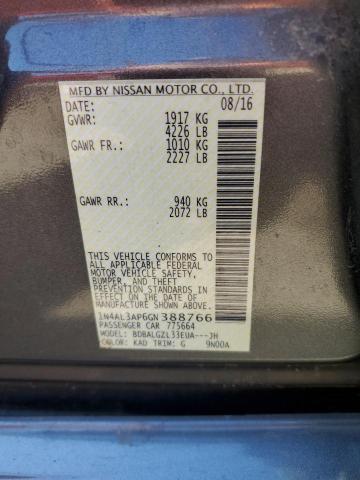 MFD BY NISSAN MOTOR CO., LTD.
DATE: 08/16
GVWR: 1917 KG
4226 LB
GAWR FR.: 1010 KG
2227 LB
GAWR RR.: 940 KG
2072 LB
THIS VEHICLE CONFORMS TO
ALL APPLICABLE FEDERAL
MOTOR VEHICLE SAFETY,
BUMPER, AND THEFT
PREVENTION STANDARDS IN
EFFECT ON THE DATE OF
MANUFACTURE SHOWN ABOVE.
1N4AL3AP6GN388766
PASSENGER CAR 775664
MODEL: BDBALGZL33EUA---JH
COLOR: KAD TRIM: G 9N00A